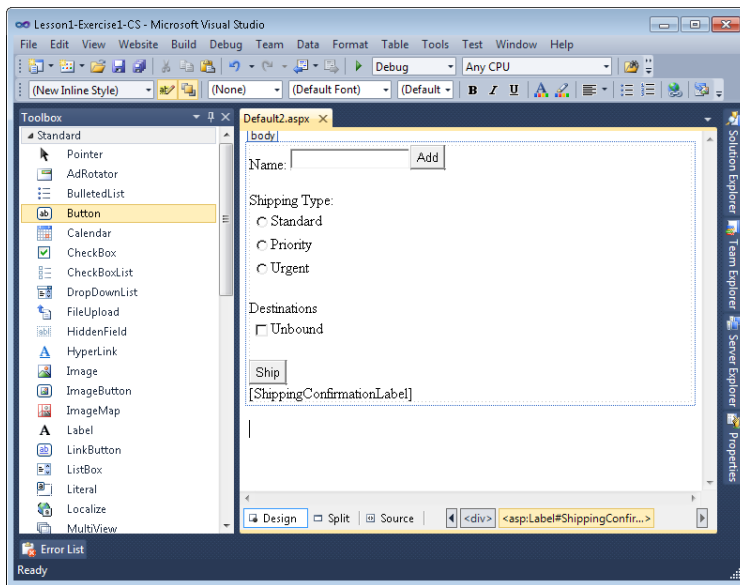 Lesson1-Exercise1-CS - Microsoft Visual Studio
File Edit View Website Build Debug Team Data Format Table Tools Test Window Help
Debug Any CPU
(New Inline Style) (None) (Default Font) (Default B I U A
Toolbox
Default2.aspx
Standard
Pointer
AdRotator
BulletedList
Button
Calendar
CheckBox
CheckBoxList
DropDownList
FileUpload
HiddenField
HyperLink
Image
ImageButton
ImageMap
Label
LinkButton
ListBox
Literal
Localize
MultiView
body
Name: Add
Shipping Type:
Standard
Priority
Urgent
Destinations
Unbound
Ship
[ShippingConfirmationLabel]
Design Split Source <div> <asp:Label#ShippingConfir...>
Solution Explorer
Team Explorer
Server Explorer
Properties
Error List
Ready